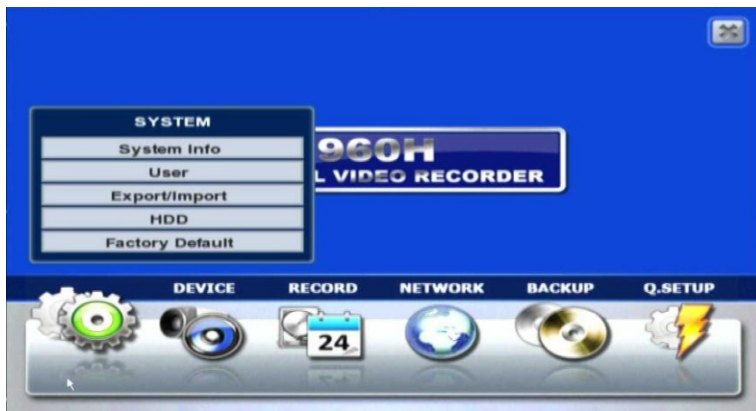 SYSTEM
System Info
User
Export/Import
HDD
Factory Default
960H
L VIDEO RECORDER
DEVICE
RECORD
NETWORK
BACKUP
Q.SETUP
24